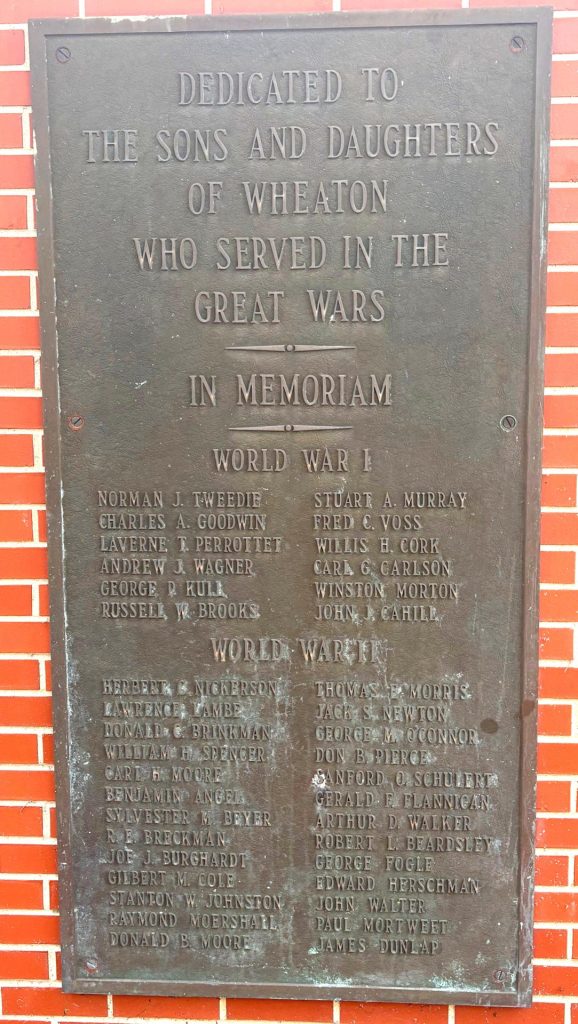 DEDICATED TO
THE SONS AND DAUGHTERS
OF WHEATON
WHO SERVED IN THE
GREAT WARS
IN MEMORIAM
WORLD WAR I
NORMAN J. TWEEDIE
CHARLES A. GOODWIN
LAVERNE T. PERROTTET
ANDREW J. WAGNER
GEORGE P. KULL
RUSSELL W. BROOKS
STUART A. MURRAY
FRED C. VOSS
WILLIS H. CORK
CARL G. CARLSON
WINSTON MORTON
JOHN J. CAHILL
WORLD WAR II
HERBERT NICKERSON
LAWRENCE LAMBE
DONALD C. BRINKMAN
WILLIAM H. SPENCER
CARL H. MOORE
BENJAMIN ANGEL
SYLVESTER M. BEYER
R. E. BRECKMAN
JOE J. BURGHARDT
GILBERT M. COLE
STANTON W. JOHNSTON
RAYMOND MOERSHALL
DONALD B. MOORE
THOMAS MORRIS
JACK S. NEWTON
GEORGE M. O'CONNOR
DON B. PIERCE
SANFORD O. SCHULERT
GERALD F. FLANNIGAN
ARTHUR D. WALKER
ROBERT L. BEARDSLEY
GEORGE FOGLE
EDWARD HERSCHMAN
JOHN WALTER
PAUL MORTWEET
JAMES DUNLAP